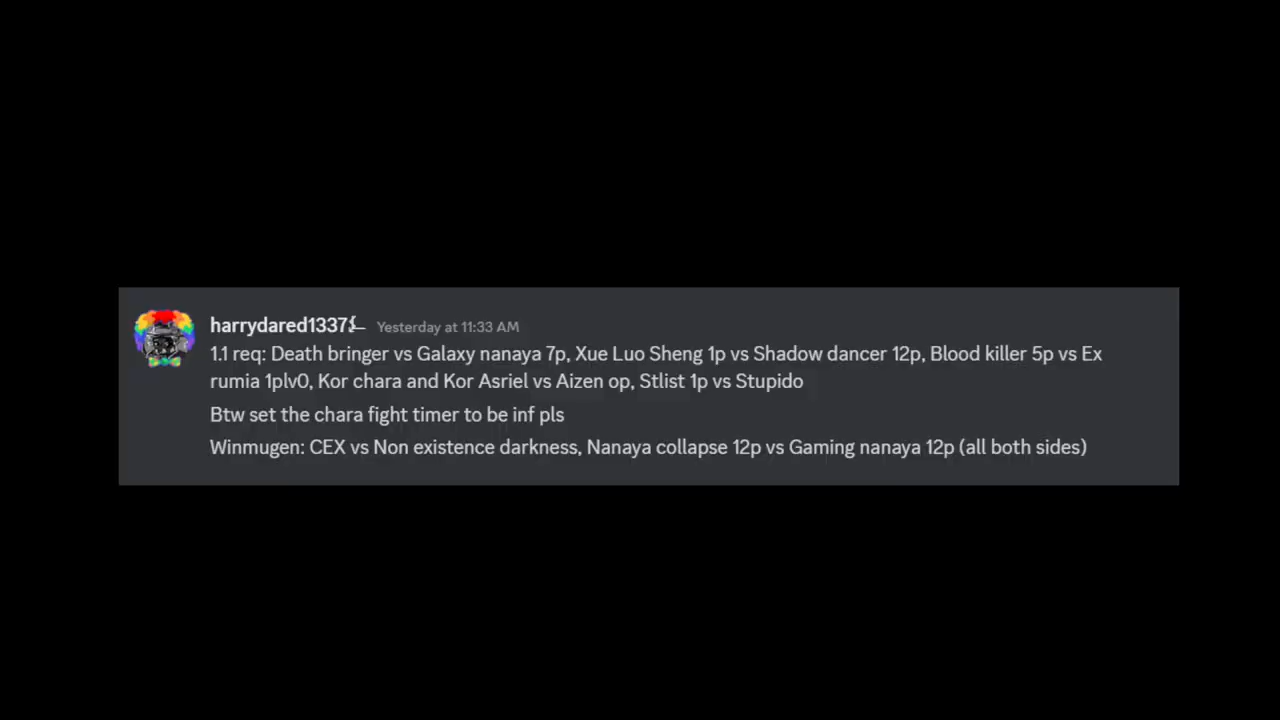 harrydared1337 Yesterday at 11:33 AM
1.1 req: Death bringer vs Galaxy nanaya 7p, Xue Luo Sheng 1p vs Shadow dancer 12p, Blood killer 5p vs Ex
rumia 1plv0, Kor chara and Kor Asriel vs Aizen op, Stlist 1p vs Stupido
Btw set the chara fight timer to be inf pls
Winmugen: CEX vs Non existence darkness, Nanaya collapse 12p vs Gaming nanaya 12p (all both sides)